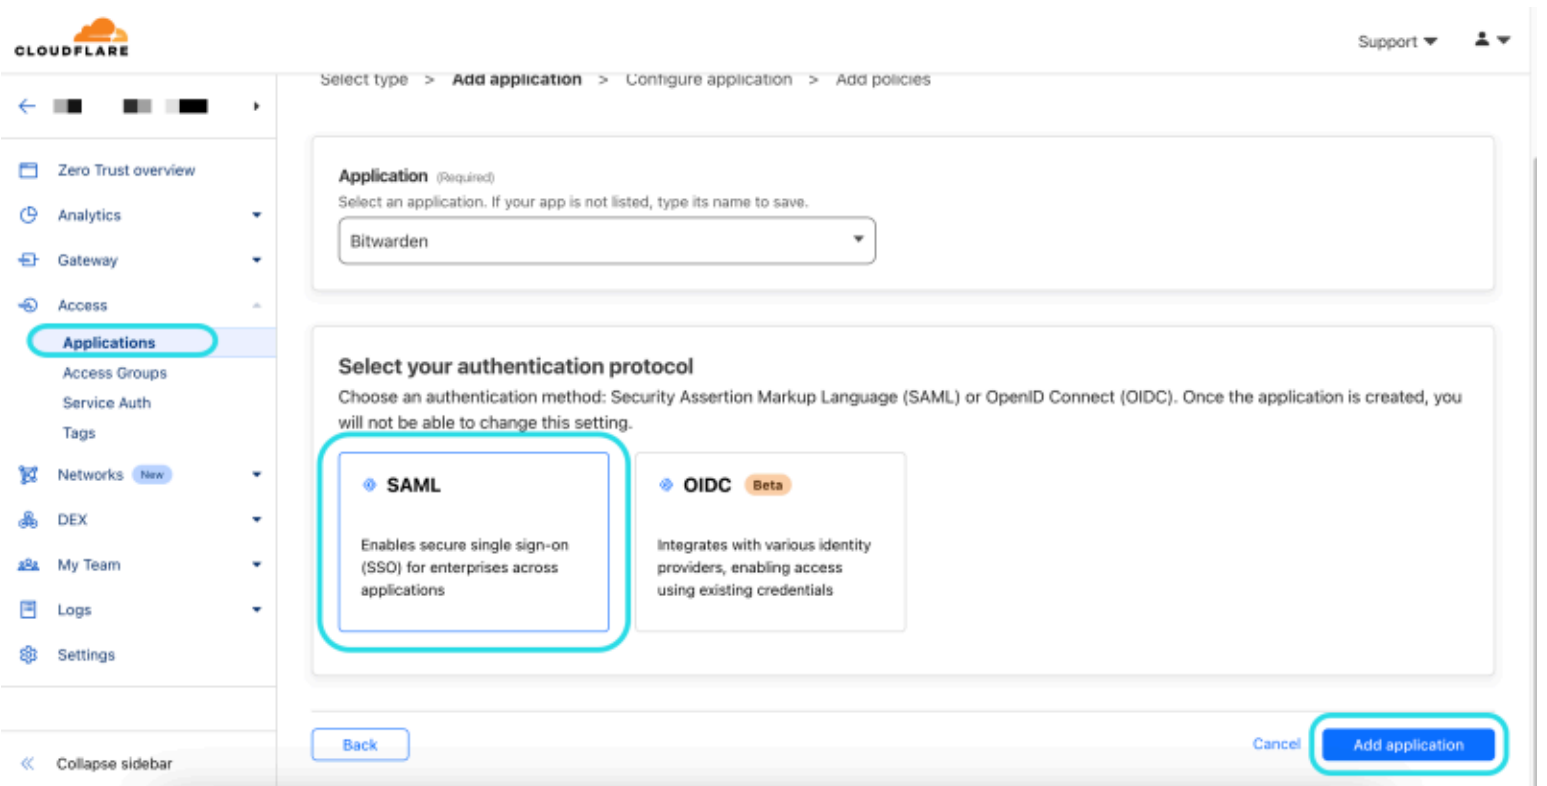 CLOUDFLARE
Support
Select type > Add application > Configure application > Add policies
Zero Trust overview
Analytics
Gateway
Access
Applications
Access Groups
Service Auth
Tags
Networks New
DEX
My Team
Logs
Settings
Collapse sidebar
Application (Required)
Select an application. If your app is not listed, type its name to save.
Bitwarden
Select your authentication protocol
Choose an authentication method: Security Assertion Markup Language (SAML) or OpenID Connect (OIDC). Once the application is created, you
will not be able to change this setting.
SAML
Enables secure single sign-on
(SSO) for enterprises across
applications
OIDC Beta
Integrates with various identity
providers, enabling access
using existing credentials
Back
Cancel
Add application